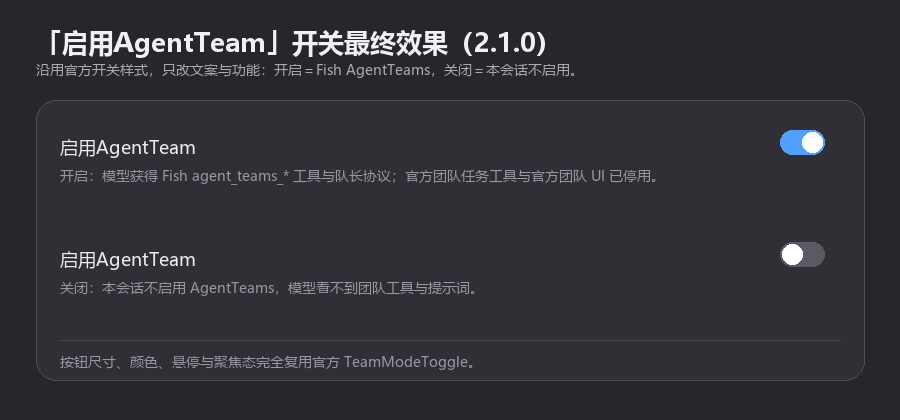 「启用AgentTeam」开关最终效果（2.1.0）
沿用官方开关样式，只改文案与功能：开启＝Fish AgentTeams，关闭＝本会话不启用。
启用AgentTeam
开启：模型获得 Fish agent_teams_* 工具与队长协议；官方团队任务工具与官方团队 UI 已停用。
启用AgentTeam
关闭：本会话不启用 AgentTeams，模型看不到团队工具与提示词。
按钮尺寸、颜色、悬停与聚焦态完全复用官方 TeamModeToggle。